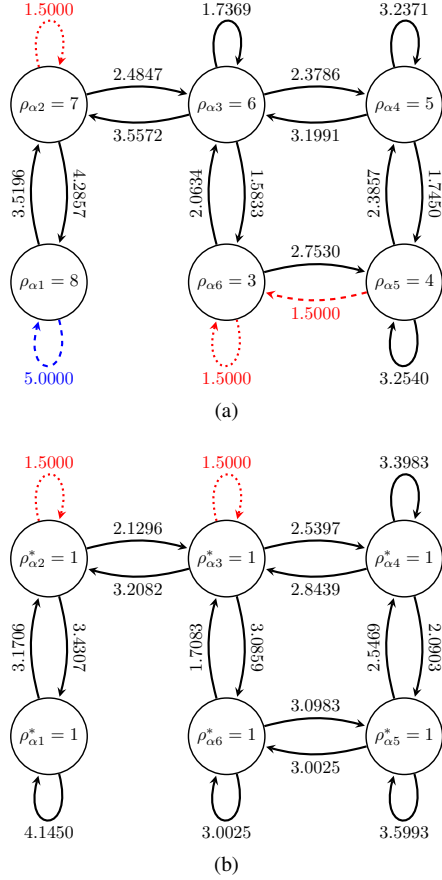 1.5000 1.7369 3.2371
2.4847 2.3786
ρα2 = 7 ρα3 = 6 ρα4 = 5
3.5572 3.1991
3.5196 4.2857 2.0634 1.5833 2.3857 1.7450
2.7530
ρα1 = 8 ρα6 = 3 ρα5 = 4
1.5000
5.0000 1.5000 3.2540
(a)
1.5000 1.5000 3.3983
2.1296 2.5397
ρ*α2 = 1 ρ*α3 = 1 ρ*α4 = 1
3.2082 2.8439
3.1706 3.4307 1.7083 3.0859 2.5469 2.0903
3.0983
ρ*α1 = 1 ρ*α6 = 1 ρ*α5 = 1
3.0025
4.1450 3.0025 3.5993
(b)